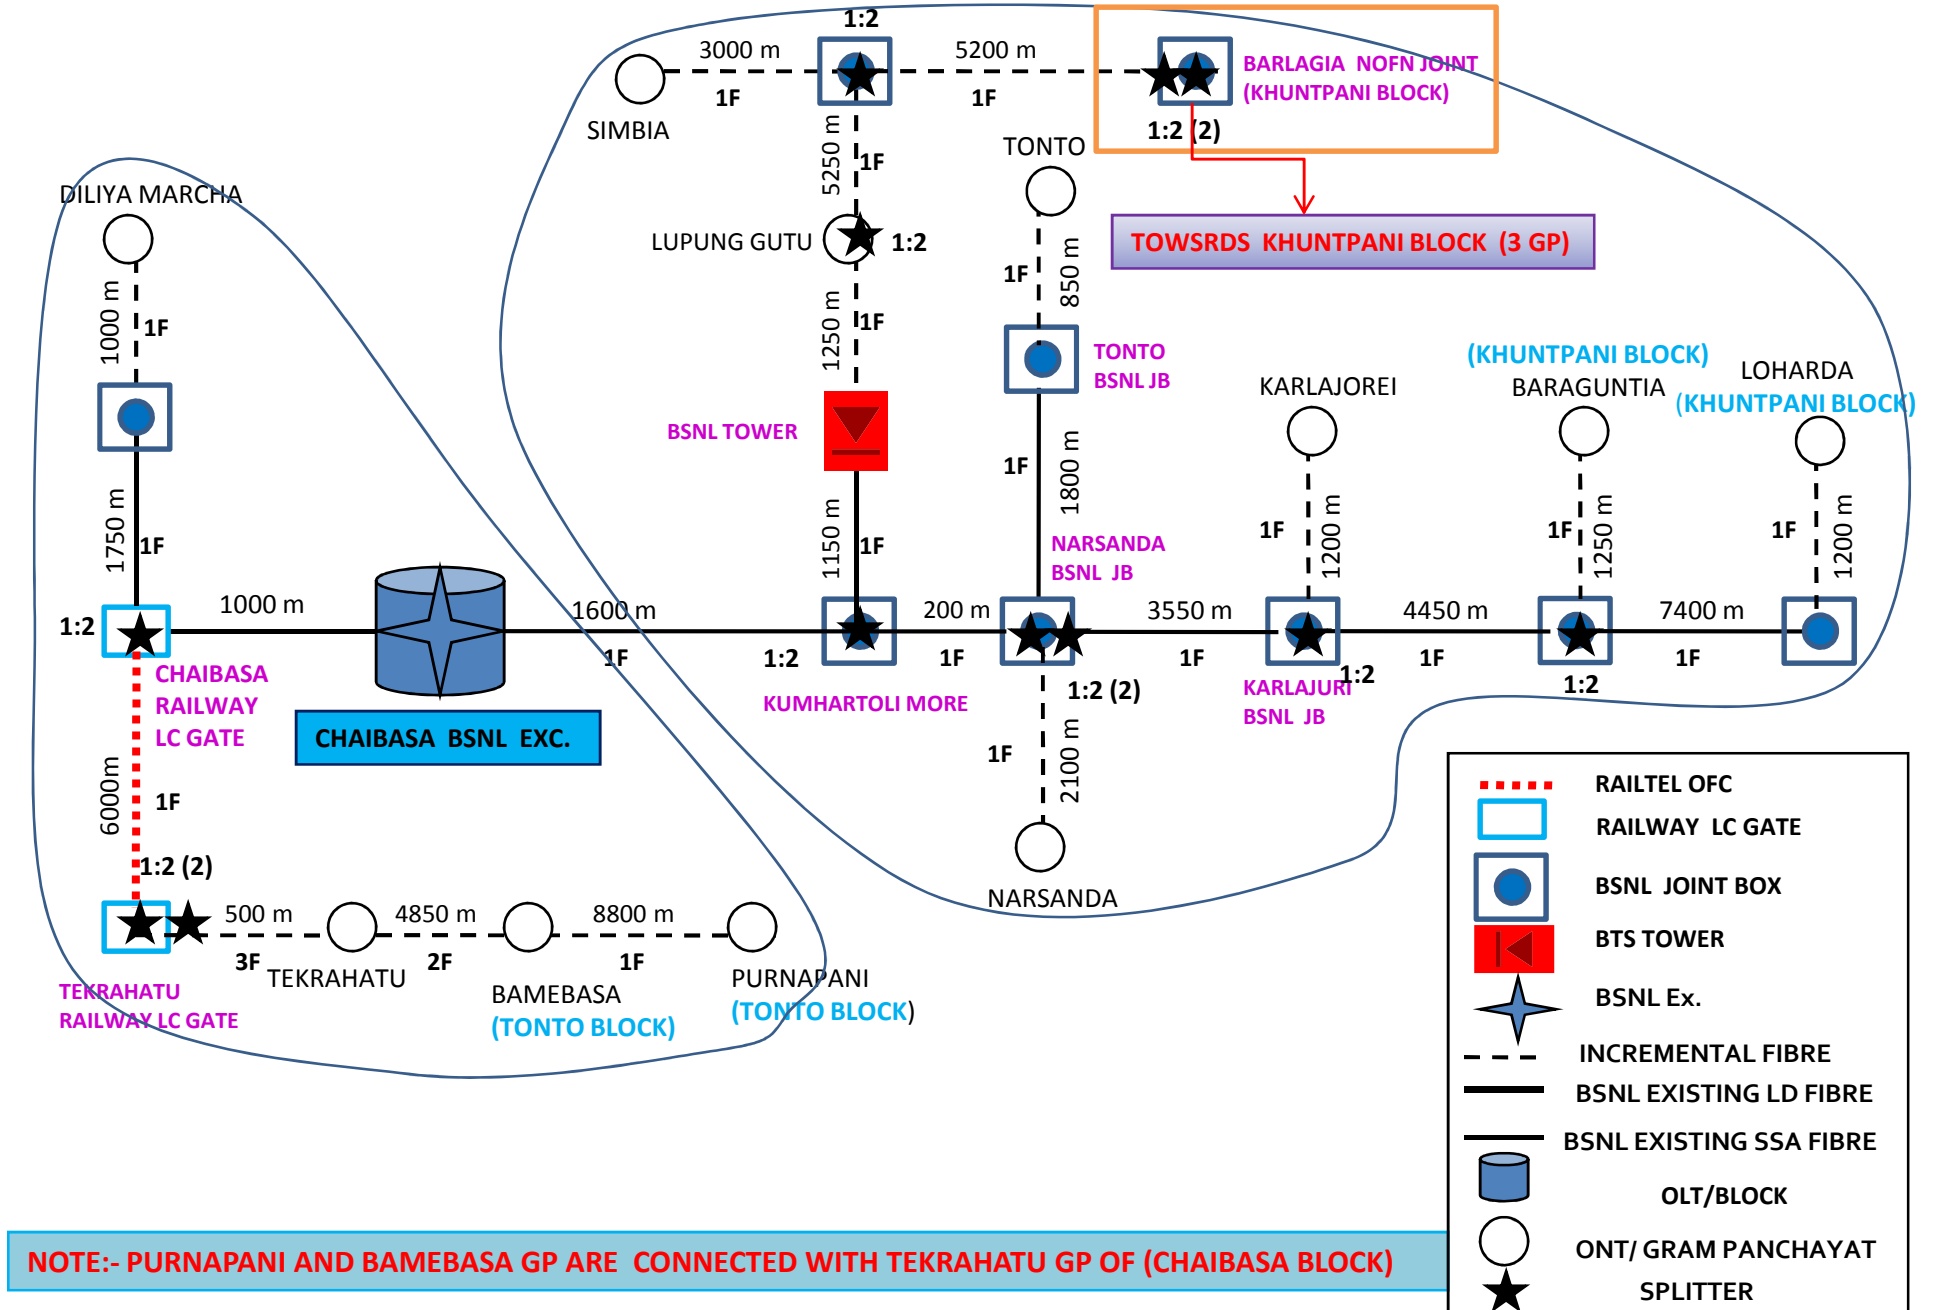 1:2
3000 m
5200 m
1F
1F
BARLAGIA NOFN JOINT
(KHUNTPANI BLOCK)
1:2 (2)
SIMBIA
TONTO
5250 m
1F
DILIYA MARCHA
LUPUNG GUTU
1:2
TOWSRDS KHUNTPANI BLOCK (3 GP)
1F
850 m
1000 m
1F
1250 m
1F
TONTO
BSNL JB
(KHUNTPANI BLOCK)
BARAGUNTIA
LOHARDA
(KHUNTPANI BLOCK)
KARLAJOREI
BSNL TOWER
1F
1800 m
1750 m
1F
1150 m
1F
NARSANDA
BSNL JB
1F
1200 m
1F
1250 m
1F
1200 m
1:2
1000 m
1600 m
1F
1:2
200 m
1F
3550 m
1F
4450 m
1F
7400 m
1F
1:2
1:2
CHAIBASA
RAILWAY
LC GATE
KUMHARTOLI MORE
1:2 (2)
KARLAJURI
BSNL JB
CHAIBASA BSNL EXC.
1F
2100 m
6000m
1F
1:2 (2)
NARSANDA
500 m
4850 m
8800 m
3F
2F
1F
TEKRAHATU
BAMEBASA
(TONTO BLOCK)
PURNAPANI
(TONTO BLOCK)
TEKRAHATU
RAILWAY LC GATE
RAILTEL OFC
RAILWAY LC GATE
BSNL JOINT BOX
BTS TOWER
BSNL Ex.
INCREMENTAL FIBRE
BSNL EXISTING LD FIBRE
BSNL EXISTING SSA FIBRE
OLT/BLOCK
ONT/ GRAM PANCHAYAT
SPLITTER
NOTE:- PURNAPANI AND BAMEBASA GP ARE CONNECTED WITH TEKRAHATU GP OF (CHAIBASA BLOCK)